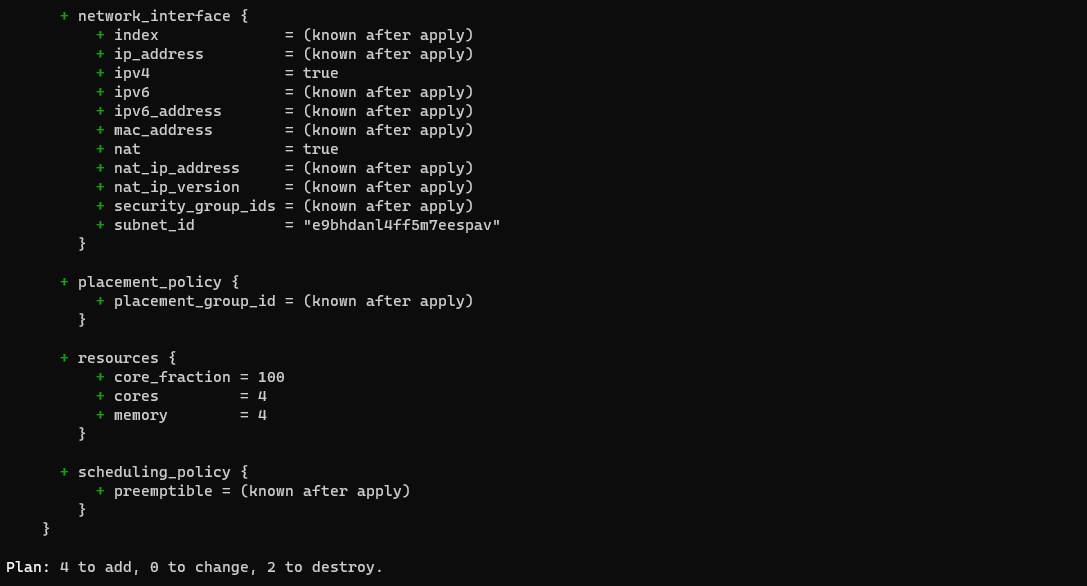 + network_interface {
+ index = (known after apply)
+ ip_address = (known after apply)
+ ipv4 = true
+ ipv6 = (known after apply)
+ ipv6_address = (known after apply)
+ mac_address = (known after apply)
+ nat = true
+ nat_ip_address = (known after apply)
+ nat_ip_version = (known after apply)
+ security_group_ids = (known after apply)
+ subnet_id = "e9bhdanl4ff5m7eespav"
}
+ placement_policy {
+ placement_group_id = (known after apply)
}
+ resources {
+ core_fraction = 100
+ cores = 4
+ memory = 4
}
+ scheduling_policy {
+ preemptible = (known after apply)
}
}
Plan: 4 to add, 0 to change, 2 to destroy.